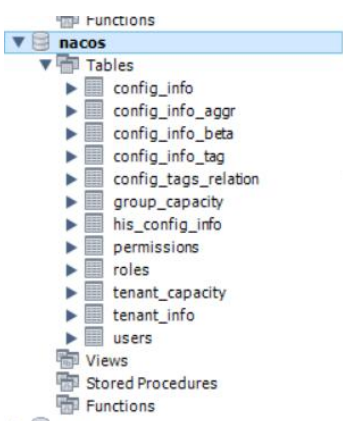 Functions
nacos
Tables
config_info
config_info_aggr
config_info_beta
config_info_tag
config_tags_relation
group_capacity
his_config_info
permissions
roles
tenant_capacity
tenant_info
users
Views
Stored Procedures
Functions